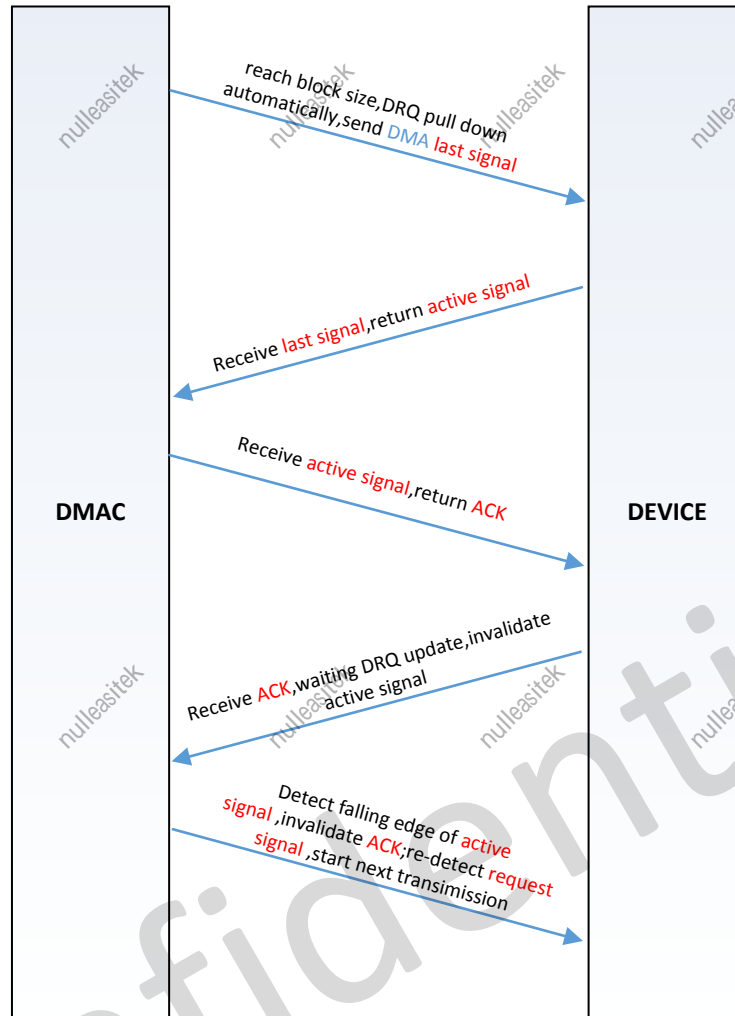 nulleasitek
nulleasitek
nulleasitek
nulleasitek
reach block size,DRQ pull down
automatically,send DMA last signal
Receive last signal,return active signal
Receive active signal,return ACK
DMAC
DEVICE
Receive ACK,waiting DRQ update,invalidate
active signal
nulleasitek
nulleasitek
nulleasitek
nulleasitek
Detect falling edge of active
signal ,invalidate ACK;re-detect request
signal ,start next transimission